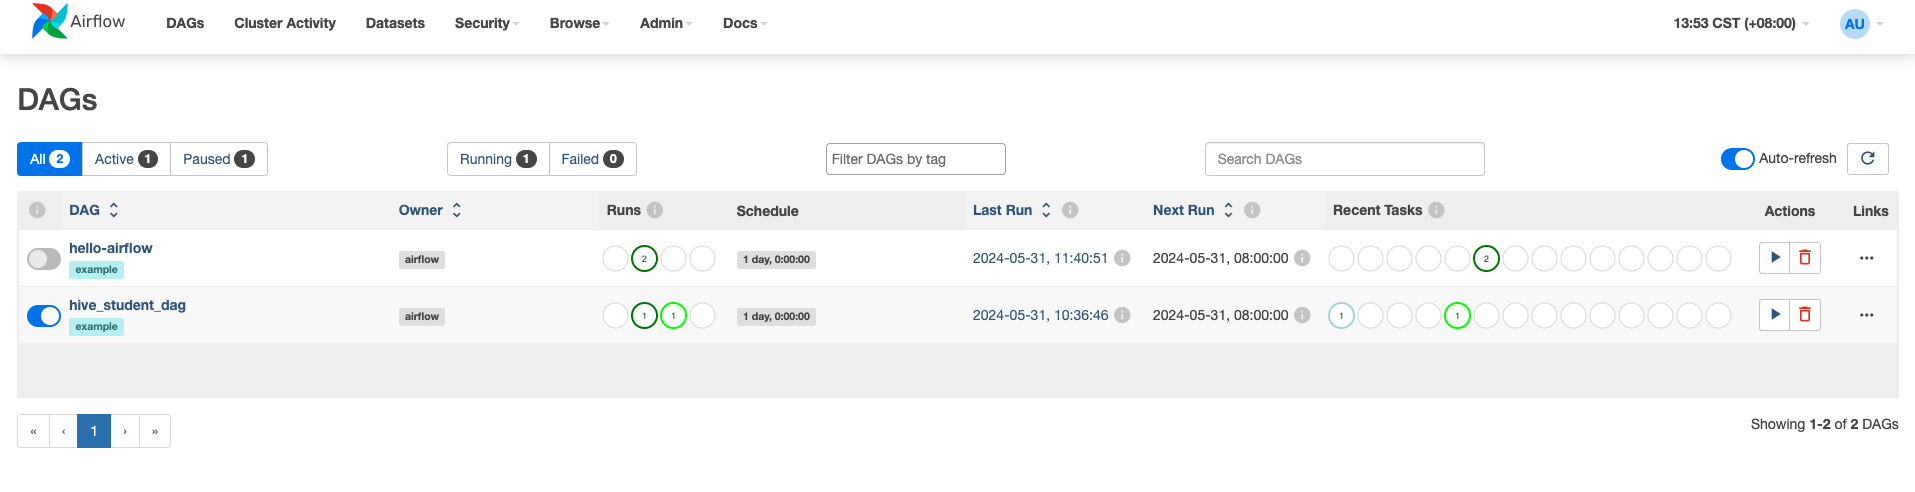 Airflow DAGs Cluster Activity Datasets Security Browse Admin Docs 13:53 CST (+08:00) AU
DAGs
All 2 Active 1 Paused 1 Running 1 Failed 0 Filter DAGs by tag Search DAGs Auto-refresh
DAG Owner Runs Schedule Last Run Next Run Recent Tasks Actions Links
hello-airflow
airflow 2 1 day, 0:00:00 2024-05-31, 11:40:51 2024-05-31, 08:00:00 2
example
hive_student_dag
airflow 1 1 1 day, 0:00:00 2024-05-31, 10:36:46 2024-05-31, 08:00:00 1 1
example
« ‹ 1 › » Showing 1-2 of 2 DAGs